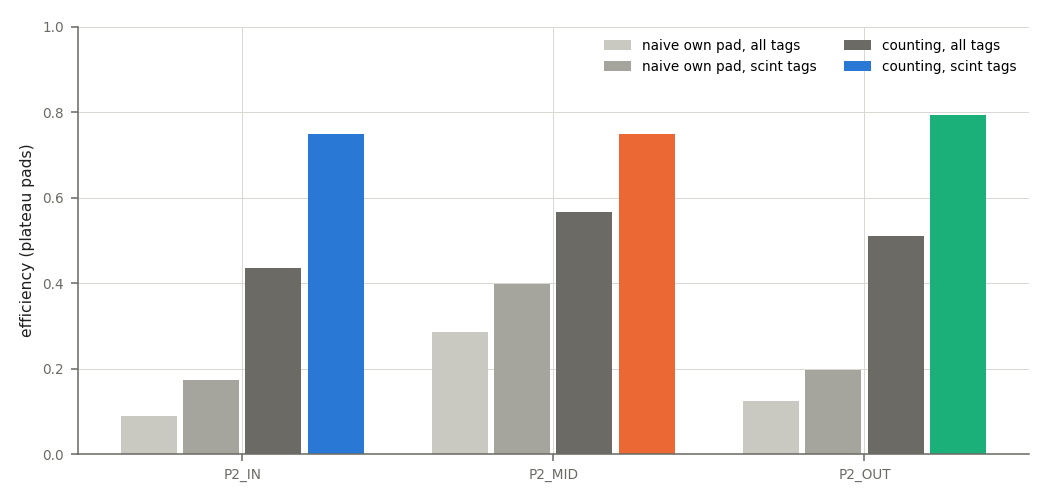 1.0
0.8
0.6
0.4
0.2
0.0
efficiency (plateau pads)
naive own pad, all tags
naive own pad, scint tags
counting, all tags
counting, scint tags
P2_IN
P2_MID
P2_OUT